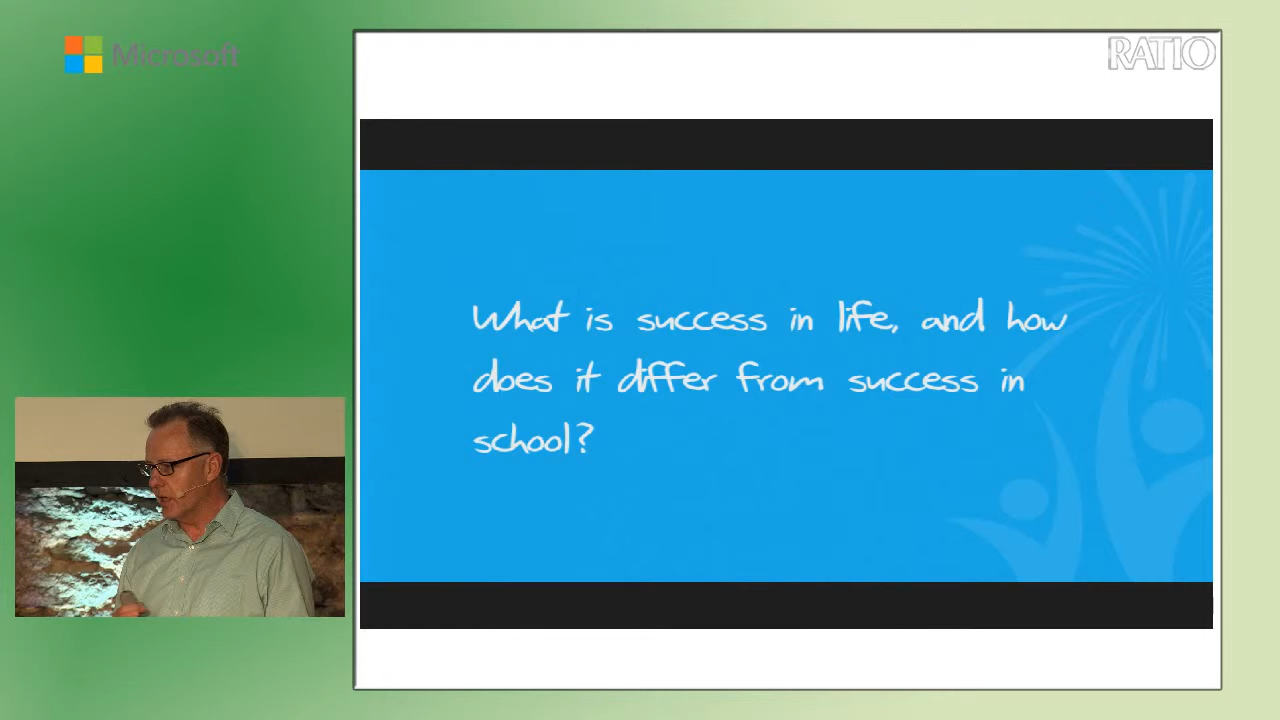 Microsoft
RATIO
What is success in life, and how
does it differ from success in
school?